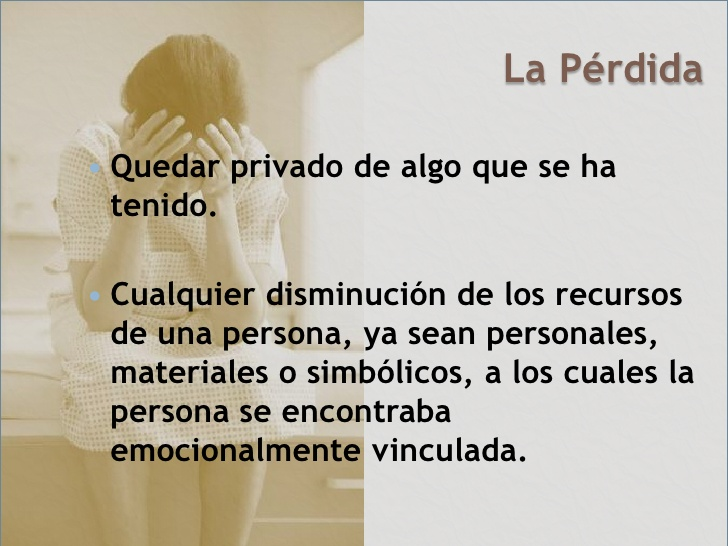 La Pérdida
• Quedar privado de algo que se ha
tenido.
• Cualquier disminución de los recursos
de una persona, ya sean personales,
materiales o simbólicos, a los cuales la
persona se encontraba
emocionalmente vinculada.